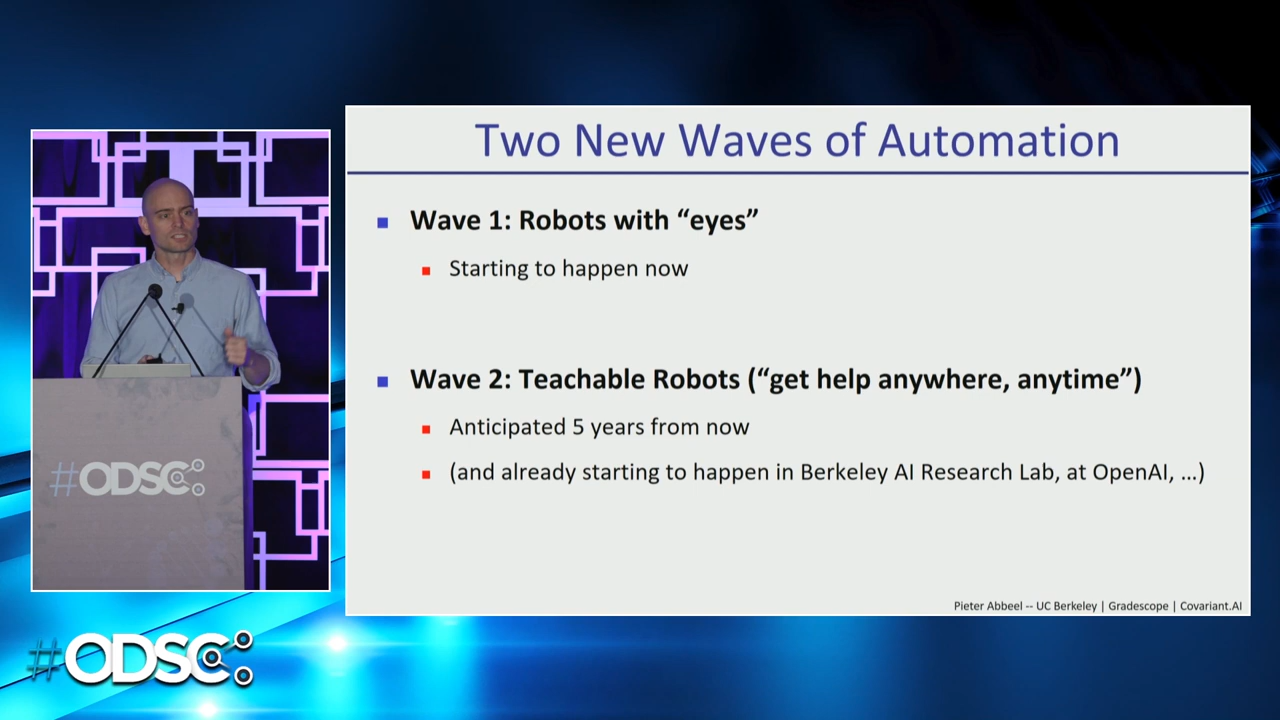 Two New Waves of Automation
Wave 1: Robots with “eyes”
Starting to happen now
Wave 2: Teachable Robots (“get help anywhere, anytime”)
Anticipated 5 years from now
(and already starting to happen in Berkeley AI Research Lab, at OpenAI, ...)
Pieter Abbeel -- UC Berkeley | Gradescope | Covariant.AI
#ODSC
#ODSC